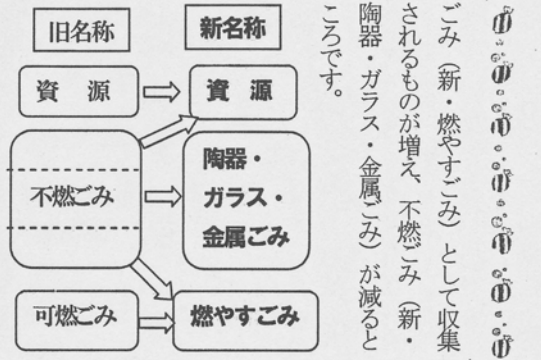 ごみ（新・燃やすごみ）として収集
されるものが増え、不燃ごみ（新・
陶器・ガラス・金属ごみ）が減ると
ころです。
旧名称
新名称
資 源
資 源
不燃ごみ
陶器・
ガラス・
金属ごみ
可燃ごみ
燃やすごみ